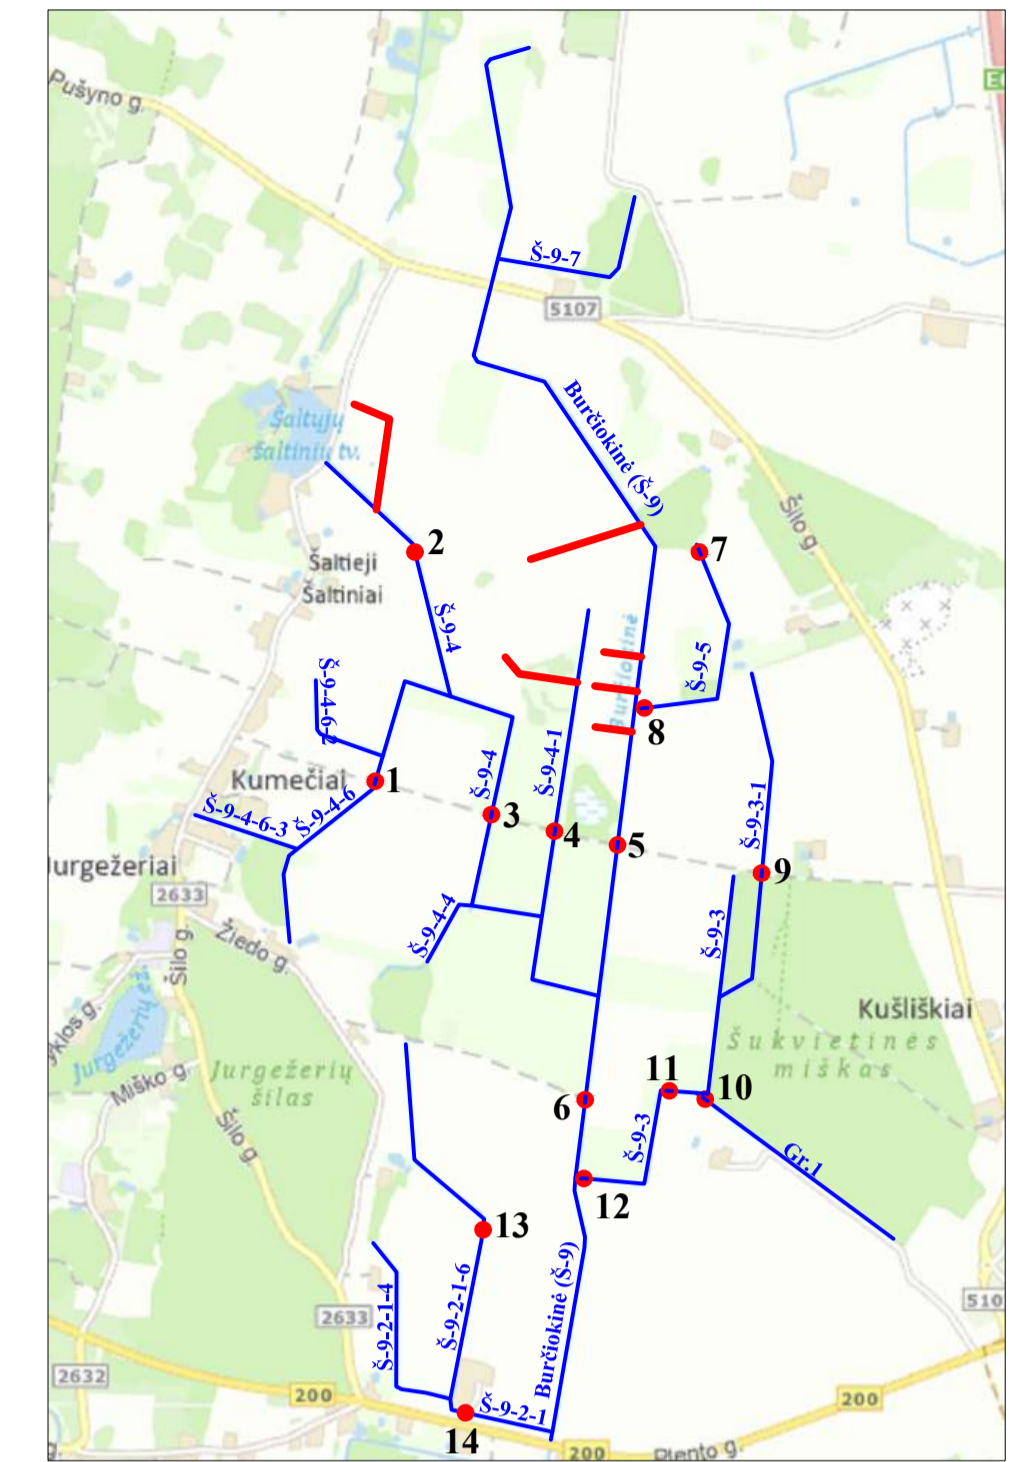 Pušyno g.
Š-9-7
5107
Burčiokinė (Š-9)
Šaltųjų
šaltinių tv.
Šilo g.
2
7
Šaltieji
Šaltiniai
Š-9-4
Burčiokinė
Š-9-5
Š-9-4-6-2
8
Š-9-4
Š-9-4-1
Kumečiai
1
Š-9-4-6-3
Š-9-4-6
3
4
5
Š-9-3-1
9
Jurgežeriai
2633
Š-9-4-4
Š-9-3
Žiedo g.
Šilo g.
Kušliškiai
Jurgežerių ež.
Šukvietinės
miškas
Miško g.
Jurgežerių
šilas
11
10
6
Š-9-3
Šilo g.
Gr.1
12
13
Š-9-2-1-6
Š-9-2-1-4
Burčiokinė (Š-9)
510
2633
2632
200
200
Š-9-2-1
14
200
Plento g.
g.